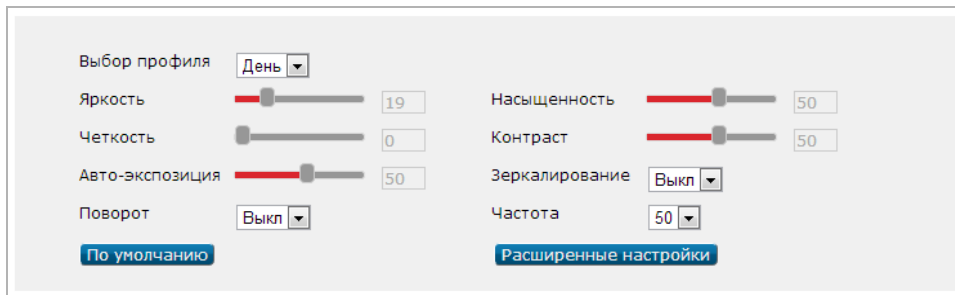 Выбор профиля День
Яркость 19 Насыщенность 50
Четкость 0 Контраст 50
Авто-экспозиция 50 Зеркалирование Выкл
Поворот Выкл Частота 50
По умолчанию Расширенные настройки